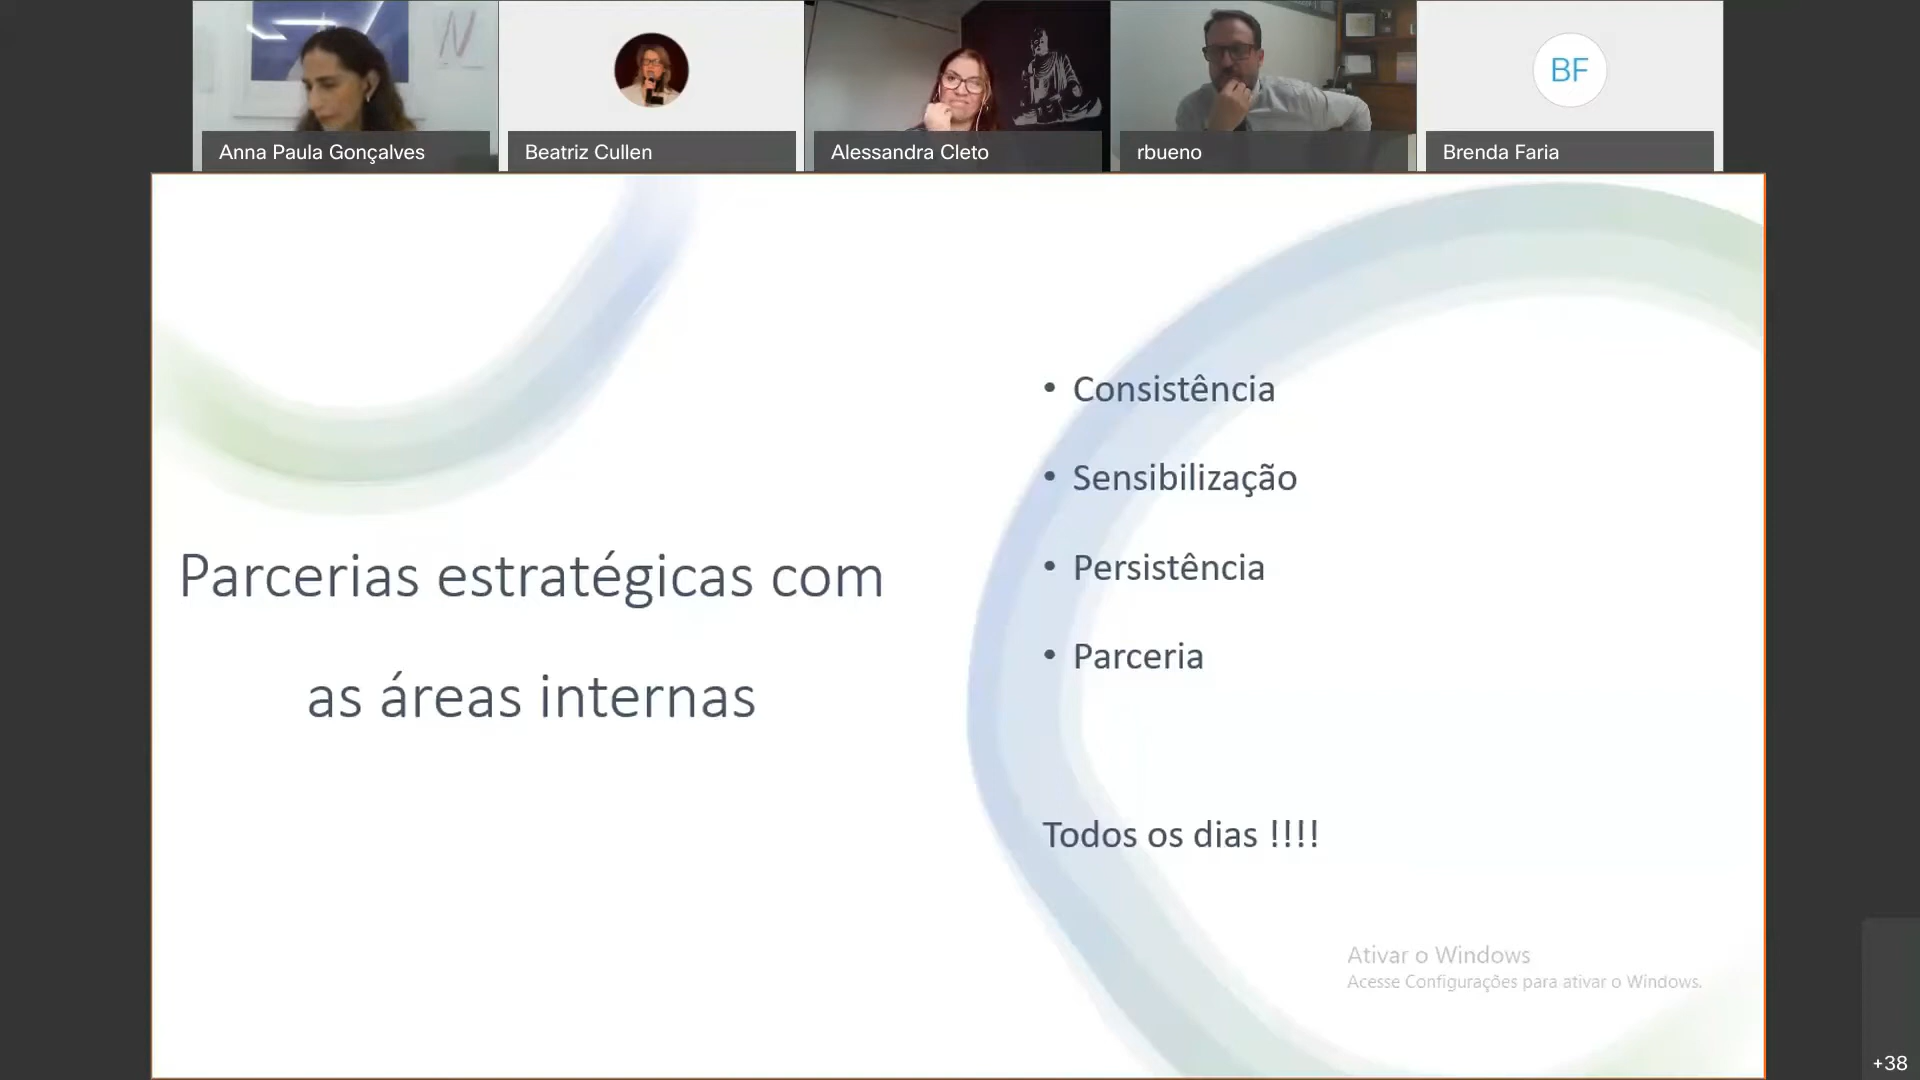 Anna Paula Gonçalves
Beatriz Cullen
Alessandra Cleto
rbueno
BF
Brenda Faria
Parcerias estratégicas com
as áreas internas
• Consistência
• Sensibilização
• Persistência
• Parceria
Todos os dias !!!!
Ativar o Windows
Acesse Configurações para ativar o Windows.
+38